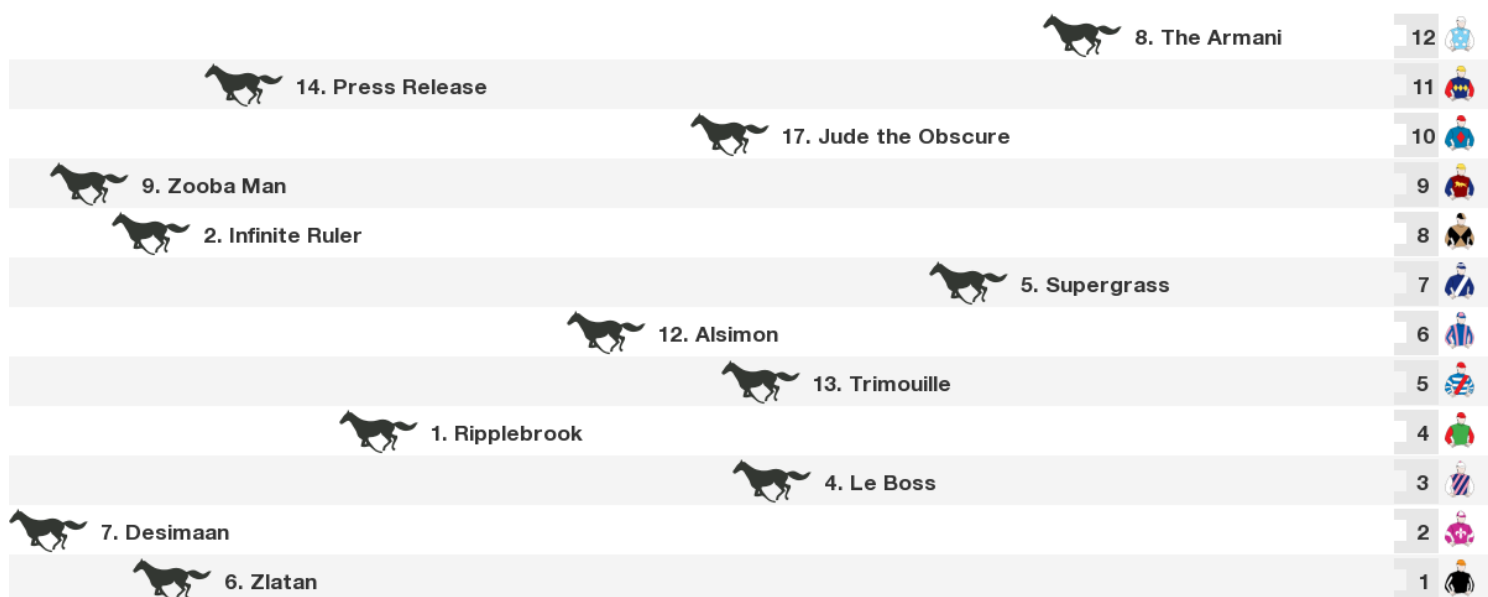 8. The Armani 12
14. Press Release 11
17. Jude the Obscure 10
9. Zooba Man 9
2. Infinite Ruler 8
5. Supergrass 7
12. Alsimon 6
13. Trimouille 5
1. Ripplebrook 4
4. Le Boss 3
7. Desimaan 2
6. Zlatan 1